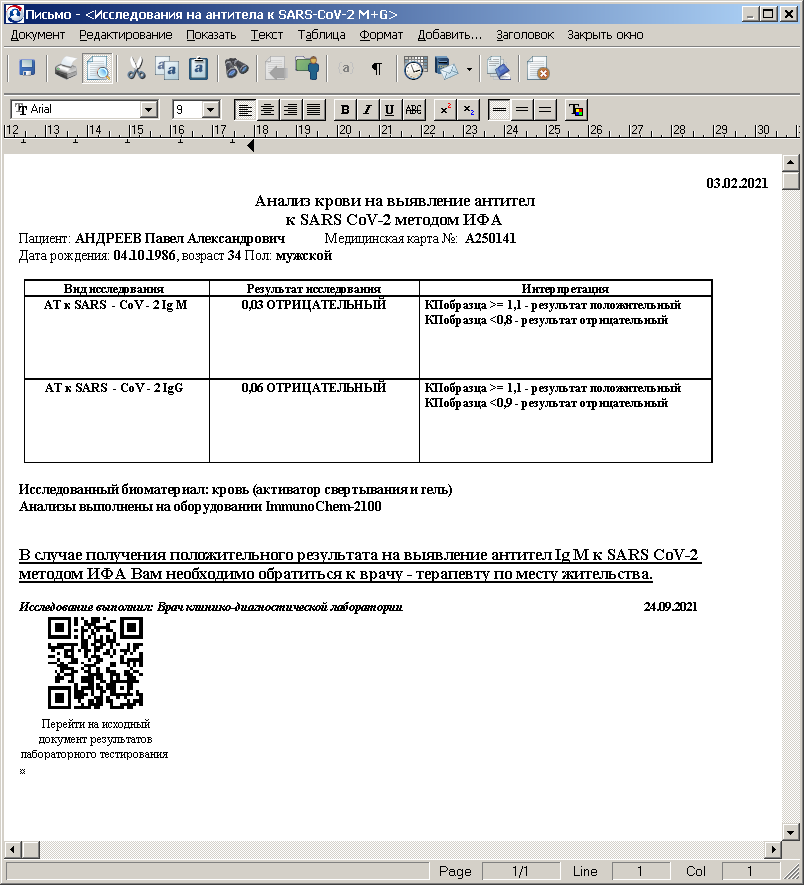 Письмо - <Исследования на антитела к SARS-CoV-2 M+G>
Документ Редактирование Показать Текст Таблица Формат Добавить... Заголовок Закрыть окно
Arial 9 B I U ABC x² x₂
12 13 14 15 16 17 18 19 20 21 22 23 24 25 26 27 28 29 30
03.02.2021
Анализ крови на выявление антител
к SARS CoV-2 методом ИФА
Пациент: АНДРЕЕВ Павел Александрович Медицинская карта №: A250141
Дата рождения: 04.10.1986, возраст 34 Пол: мужской
Вид исследования Результат исследования Интерпретация
АТ к SARS - CoV - 2 Ig M 0,03 ОТРИЦАТЕЛЬНЫЙ КПобразца >= 1,1 - результат положительный
КПобразца <0,8 - результат отрицательный
АТ к SARS - CoV - 2 IgG 0,06 ОТРИЦАТЕЛЬНЫЙ КПобразца >= 1,1 - результат положительный
КПобразца <0,9 - результат отрицательный
Исследованный биоматериал: кровь (активатор свертывания и гель)
Анализы выполнены на оборудовании ImmunoChem-2100
В случае получения положительного результата на выявление антител Ig M к SARS CoV-2
методом ИФА Вам необходимо обратиться к врачу - терапевту по месту жительства.
Исследование выполнил: Врач клинико-диагностической лаборатории 24.09.2021
Перейти на исходный
документ результатов
лабораторного тестирования
¤
Page 1/1 Line 1 Col 1